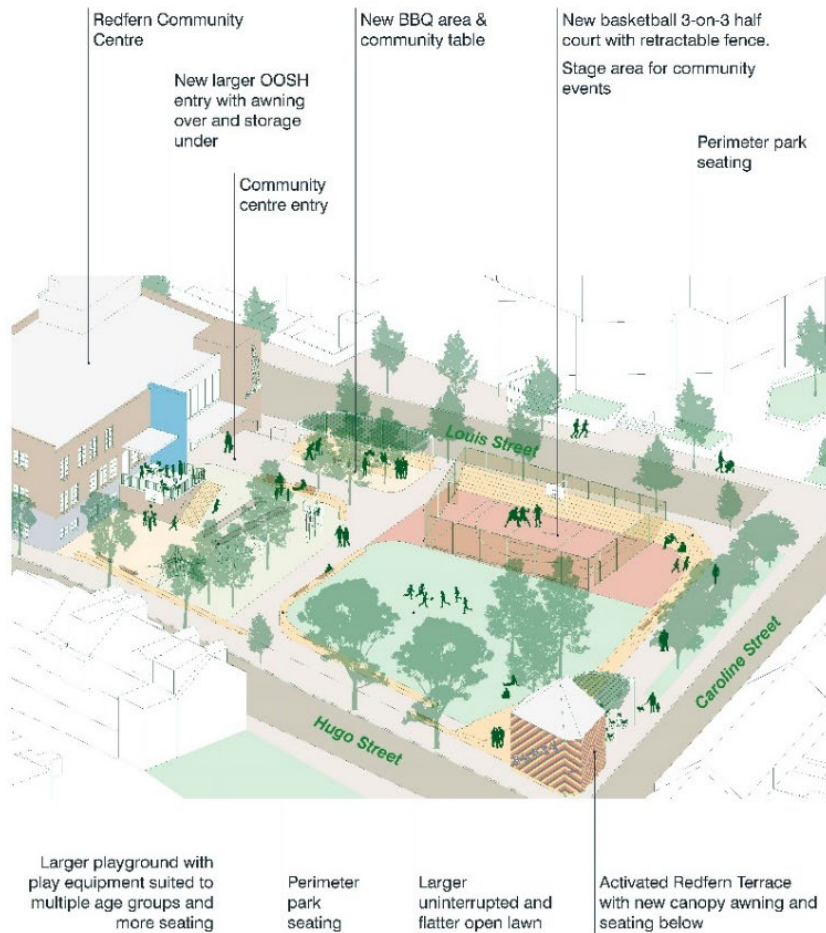 Redfern Community
Centre
New BBQ area &
community table
New basketball 3-on-3 half
court with retractable fence.
Stage area for community
events
New larger OOSH
entry with awning
over and storage
under
Perimeter park
seating
Community
centre entry
Louis Street
Caroline Street
Hugo Street
Larger playground with
play equipment suited to
multiple age groups and
more seating
Perimeter
park
seating
Larger
uninterrupted and
flatter open lawn
Activated Redfern Terrace
with new canopy awning and
seating below